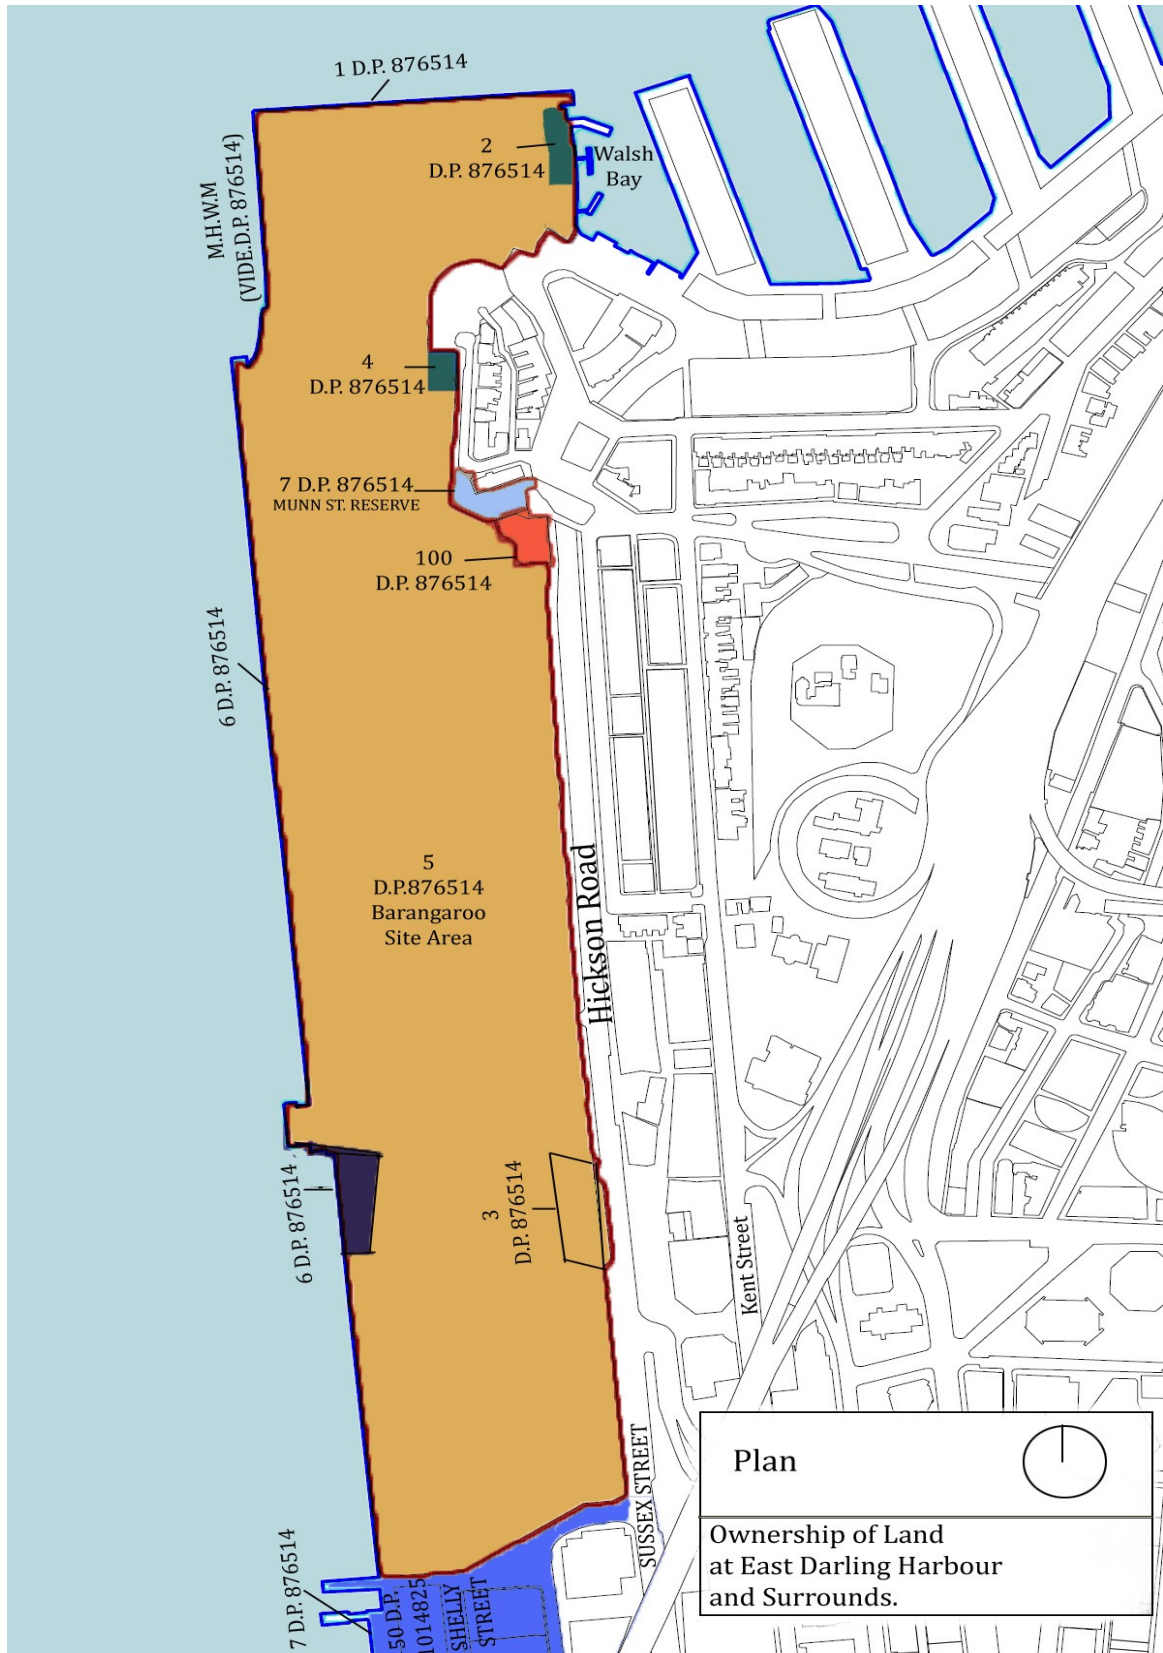 1 D.P. 876514
M.H.W.M
(VIDE.D.P. 876514)
2
D.P. 876514
Walsh
Bay
4
D.P. 876514
7 D.P. 876514
MUNN ST. RESERVE
100
D.P. 876514
6 D.P. 876514
5
D.P.876514
Barangaroo
Site Area
Hickson Road
6 D.P. 876514
3
D.P. 876514
Kent Street
SUSSEX STREET
7 D.P. 876514
50 D.P.
1014825
SHELLY
STREET
Plan
Ownership of Land
at East Darling Harbour
and Surrounds.